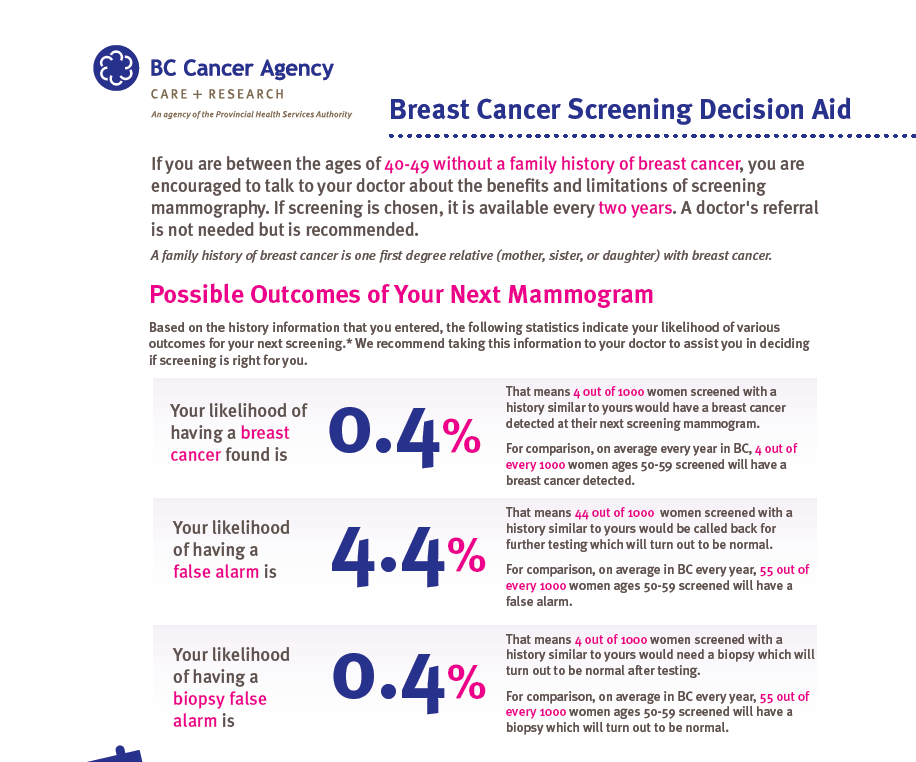 BC Cancer Agency
CARE + RESEARCH
An agency of the Provincial Health Services Authority
Breast Cancer Screening Decision Aid
If you are between the ages of 40-49 without a family history of breast cancer, you are
encouraged to talk to your doctor about the benefits and limitations of screening
mammography. If screening is chosen, it is available every two years. A doctor's referral
is not needed but is recommended.
A family history of breast cancer is one first degree relative (mother, sister, or daughter) with breast cancer.
Possible Outcomes of Your Next Mammogram
Based on the history information that you entered, the following statistics indicate your likelihood of various
outcomes for your next screening.* We recommend taking this information to your doctor to assist you in deciding
if screening is right for you.
Your likelihood of
having a breast
cancer found is
0.4%
That means 4 out of 1000 women screened with a
history similar to yours would have a breast cancer
detected at their next screening mammogram.
For comparison, on average every year in BC, 4 out of
every 1000 women ages 50-59 screened will have a
breast cancer detected.
Your likelihood
of having a
false alarm is
4.4%
That means 44 out of 1000 women screened with a
history similar to yours would be called back for
further testing which will turn out to be normal.
For comparison, on average in BC every year, 55 out of
every 1000 women ages 50-59 screened will have a
false alarm.
Your likelihood
of having a
biopsy false
alarm is
0.4%
That means 4 out of 1000 women screened with a
history similar to yours would need a biopsy which will
turn out to be normal after testing.
For comparison, on average in BC every year, 55 out of
every 1000 women ages 50-59 screened will have a
biopsy which will turn out to be normal.